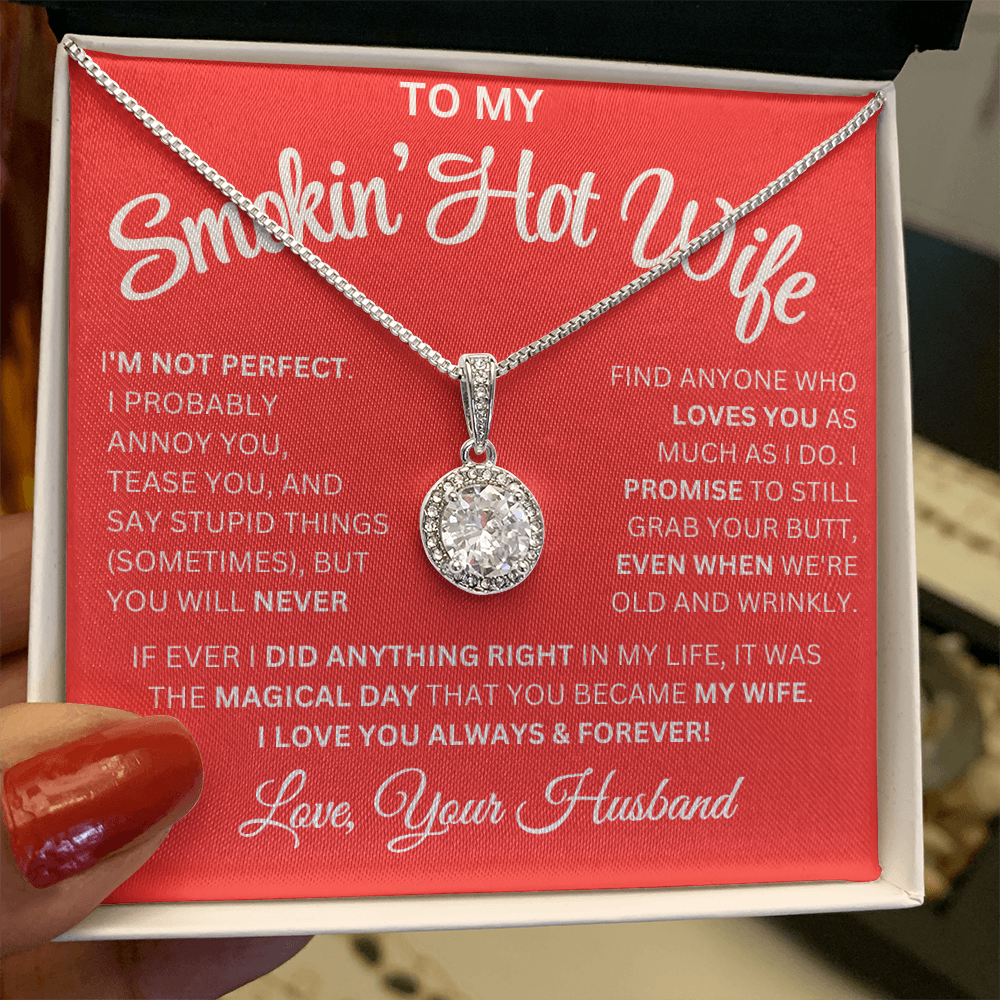 TO MY
Smokin' Hot Wife
I'M NOT PERFECT.
I PROBABLY
ANNOY YOU,
TEASE YOU, AND
SAY STUPID THINGS
(SOMETIMES), BUT
YOU WILL NEVER
FIND ANYONE WHO
LOVES YOU AS
MUCH AS I DO. I
PROMISE TO STILL
GRAB YOUR BUTT,
EVEN WHEN WE'RE
OLD AND WRINKLY.
IF EVER I DID ANYTHING RIGHT IN MY LIFE, IT WAS
THE MAGICAL DAY THAT YOU BECAME MY WIFE.
I LOVE YOU ALWAYS & FOREVER!
Love, Your Husband